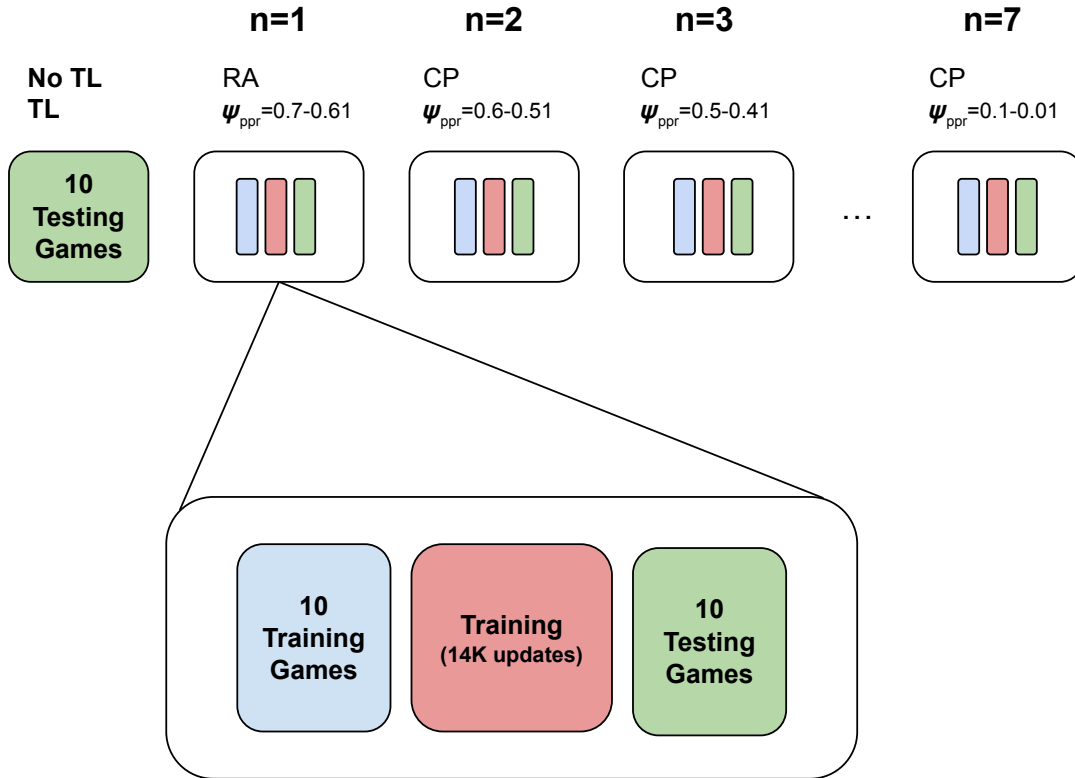 n=1 n=2 n=3 n=7
No TL RA CP CP CP
TL 𝝍ppr=0.7-0.61 𝝍ppr=0.6-0.51 𝝍ppr=0.5-0.41 𝝍ppr=0.1-0.01
10
Testing
Games
...
10
Training
Games
Training
(14K updates)
10
Testing
Games